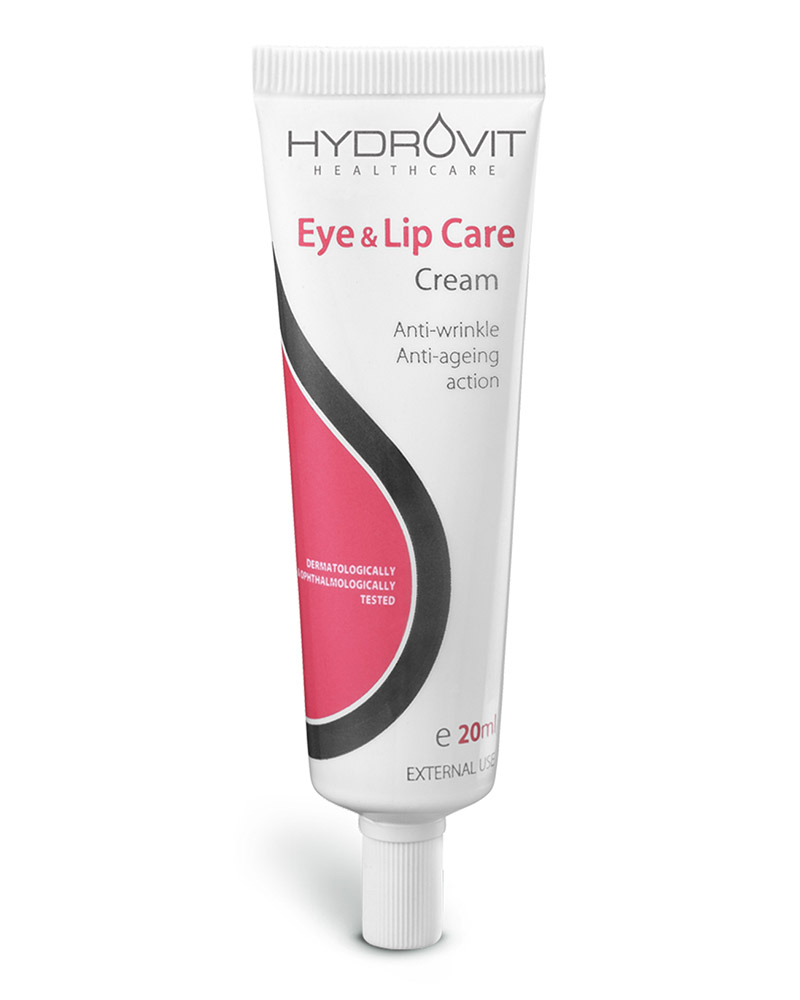 HYDROVIT
HEALTHCARE
Eye & Lip Care
Cream
Anti-wrinkle
Anti-ageing
action
DERMATOLOGICALLY
& OPHTHALMOLOGICALLY
TESTED
e 20ml
EXTERNAL USE